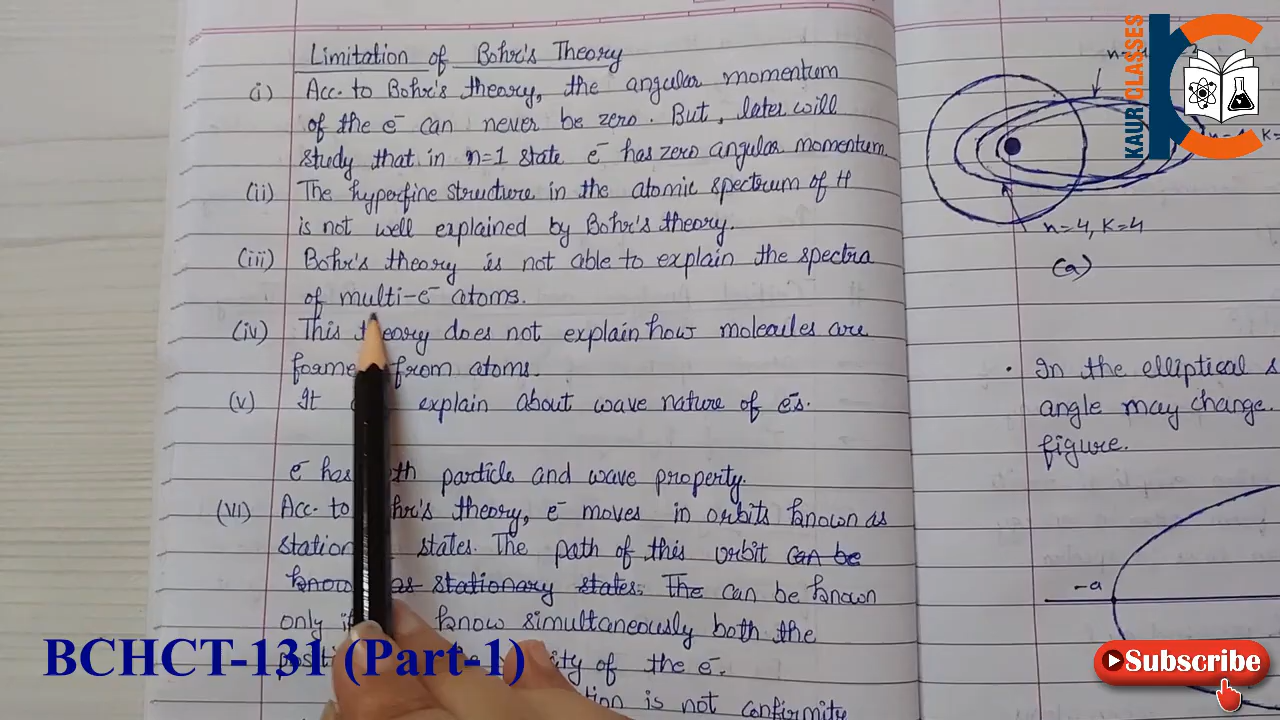 Limitation of Bohr's Theory
(i) Acc. to Bohr's theory, the angular momentum
of the e⁻ can never be zero. But, later will
study that in n=1 state e⁻ has zero angular momentum.
(ii) The hyperfine structure in the atomic spectrum of H
is not well explained by Bohr's theory.
(iii) Bohr's theory is not able to explain the spectra
of multi-e⁻ atoms.
(iv) This theory does not explain how molecules are
from atoms.
(v) It explain about wave nature of e⁻s.
e⁻ has particle and wave property.
(VI) Acc. to theory, e⁻ moves in orbits known as
states. The path of this orbit can be
as stationary states. The can be known
only know simultaneously both the
of the e⁻.
is not confirmity
n=4, K=4
(a)
• In the elliptical
angle may change.
figure.
-a
KAUR CLASSES
BCHCT-131 (Part-1)
Subscribe